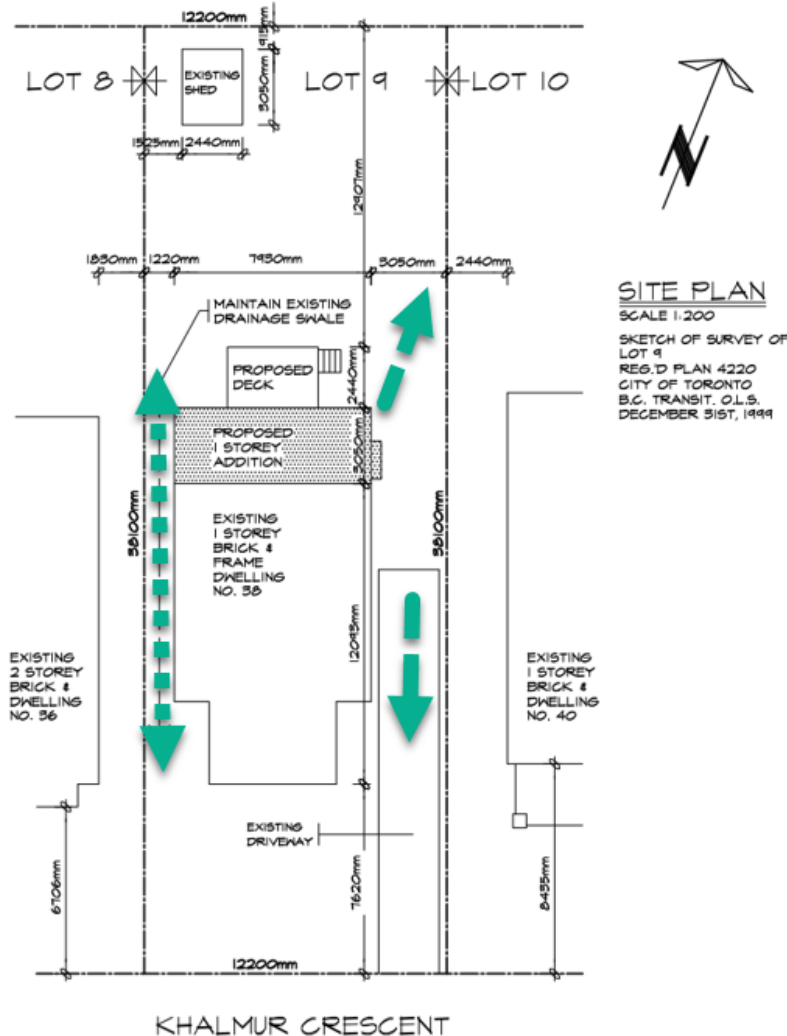 12200mm
915mm
LOT 8
EXISTING
SHED
3050mm
LOT 9
LOT 10
1525mm
2440mm
12907mm
1830mm
1220mm
7930mm
3050mm
2440mm
N
SITE PLAN
SCALE 1:200
SKETCH OF SURVEY OF
LOT 9
REG'D PLAN 4220
CITY OF TORONTO
B.C. TRANSIT. O.L.S.
DECEMBER 31ST, 1999
MAINTAIN EXISTING
DRAINAGE SWALE
PROPOSED
DECK
2440mm
PROPOSED
1 STOREY
ADDITION
3050mm
38100mm
38100mm
EXISTING
1 STOREY
BRICK &
FRAME
DWELLING
NO. 38
12093mm
EXISTING
2 STOREY
BRICK &
DWELLING
NO. 36
EXISTING
1 STOREY
BRICK &
DWELLING
NO. 40
EXISTING
DRIVEWAY
6706mm
7620mm
8435mm
12200mm
KHALMUR CRESCENT